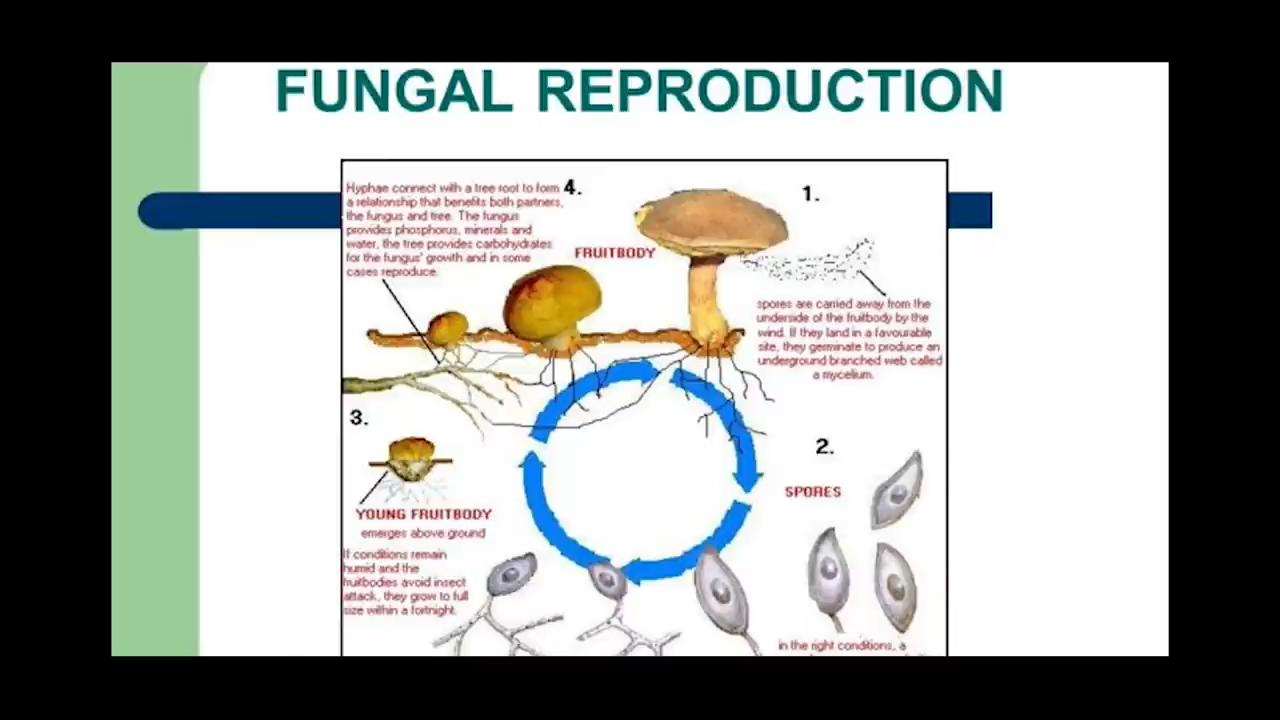 FUNGAL REPRODUCTION
Hyphae connect with a tree root to form
a relationship that benefits both partners,
the fungus and tree. The fungus
provides phosphorus, minerals and
water, the tree provides carbohydrates
for the fungus' growth and in some
cases reproduce.
4.
FRUITBODY
1.
spores are carried away from the
underside of the fruitbody by the
wind. If they land in a favourable
site, they germinate to produce an
underground branched web called
a mycelium.
2.
SPORES
in the right conditions, a
3.
YOUNG FRUITBODY
emerges above ground
If conditions remain
humid and the
fruitbodies avoid insect
attack, they grow to full
size within a fortnight.